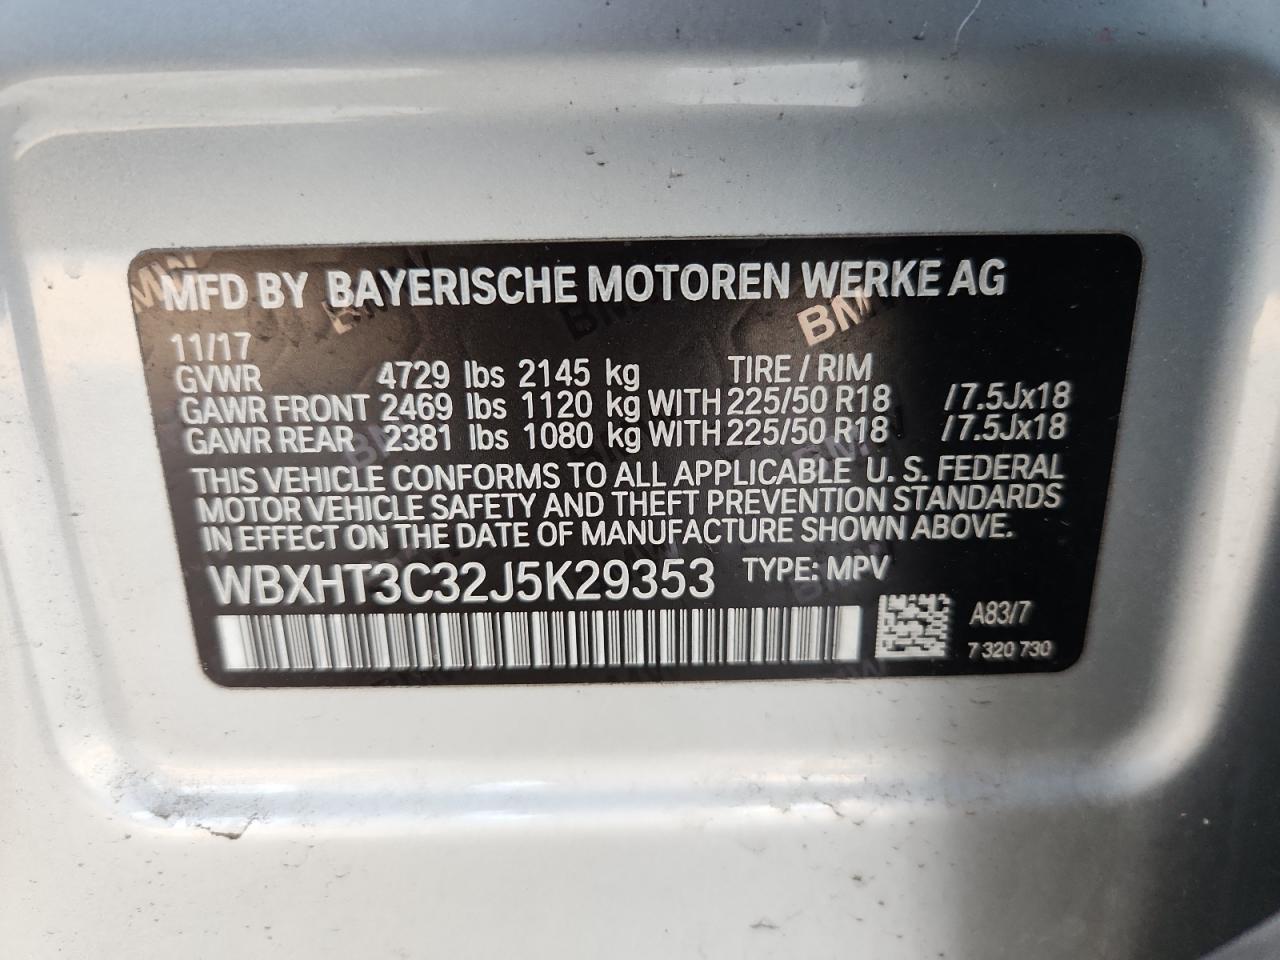 MFD BY BAYERISCHE MOTOREN WERKE AG
11/17
GVWR 4729 lbs 2145 kg TIRE / RIM
GAWR FRONT 2469 lbs 1120 kg WITH 225/50 R18 /7.5Jx18
GAWR REAR 2381 lbs 1080 kg WITH 225/50 R18 /7.5Jx18
THIS VEHICLE CONFORMS TO ALL APPLICABLE U. S. FEDERAL
MOTOR VEHICLE SAFETY AND THEFT PREVENTION STANDARDS
IN EFFECT ON THE DATE OF MANUFACTURE SHOWN ABOVE.
WBXHT3C32J5K29353 TYPE: MPV
A83/7
7 320 730